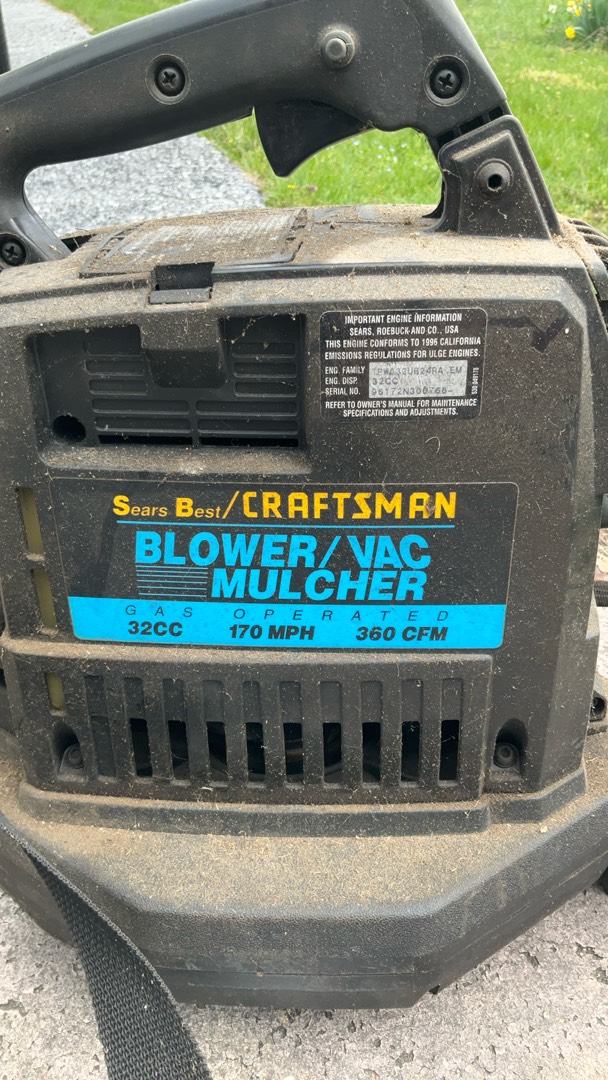 IMPORTANT ENGINE INFORMATION
SEARS, ROEBUCK AND CO., USA
THIS ENGINE CONFORMS TO 1996 CALIFORNIA
EMISSIONS REGULATIONS FOR ULGE ENGINES.
ENG. FAMILY
ENG. DISP. 32CC
SERIAL NO.
REFER TO OWNER'S MANUAL FOR MAINTENANCE
SPECIFICATIONS AND ADJUSTMENTS.
Sears Best/CRAFTSMAN
BLOWER/VAC
MULCHER
GAS OPERATED
32CC 170 MPH 360 CFM